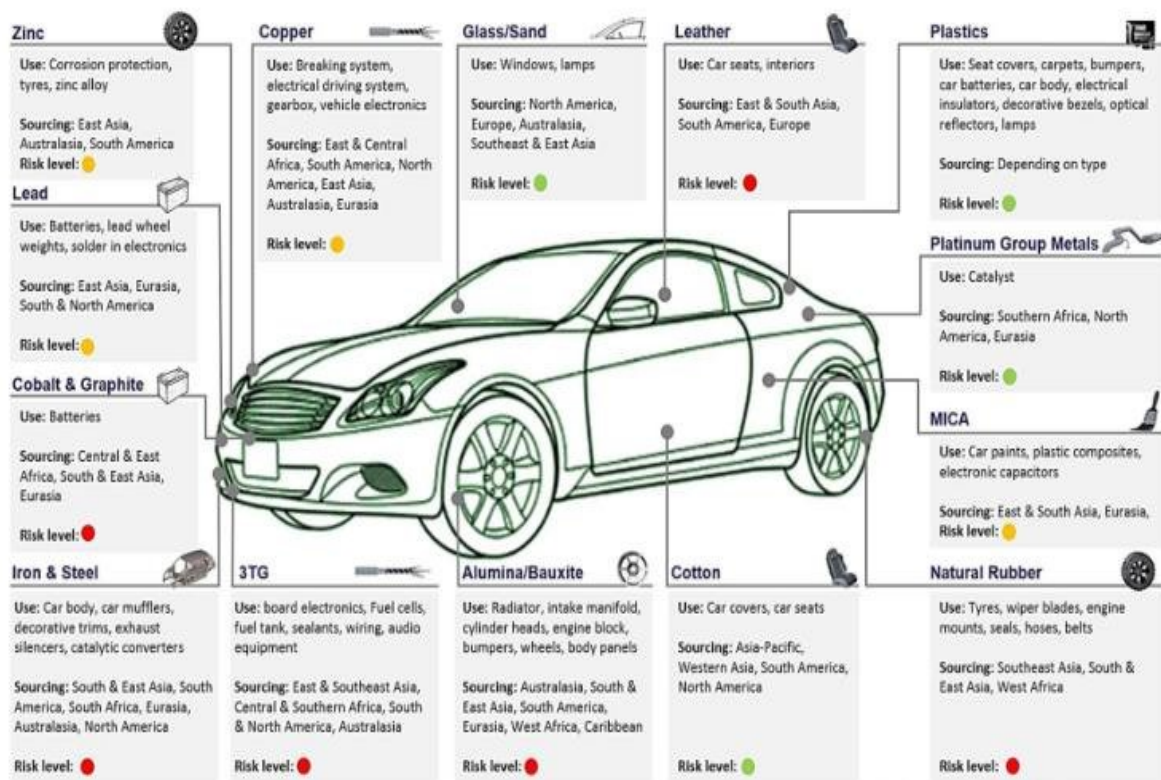 Zinc
Use: Corrosion protection,
tyres, zinc alloy
Sourcing: East Asia,
Australasia, South America
Risk level:
Lead
Use: Batteries, lead wheel
weights, solder in electronics
Sourcing: East Asia, Eurasia,
South & North America
Risk level:
Cobalt & Graphite
Use: Batteries
Sourcing: Central & East
Africa, South & East Asia,
Eurasia
Risk level:
Copper
Use: Breaking system,
electrical driving system,
gearbox, vehicle electronics
Sourcing: East & Central
Africa, South America, North
America, East Asia,
Australasia, Eurasia
Risk level:
Glass/Sand
Use: Windows, lamps
Sourcing: North America,
Europe, Australasia,
Southeast & East Asia
Risk level:
Leather
Use: Car seats, interiors
Sourcing: East & South Asia,
South America, Europe
Risk level:
Plastics
Use: Seat covers, carpets, bumpers,
car batteries, car body, electrical
insulators, decorative bezels, optical
reflectors, lamps
Sourcing: Depending on type
Risk level:
Platinum Group Metals
Use: Catalyst
Sourcing: Southern Africa, North
America, Eurasia
Risk level:
MICA
Use: Car paints, plastic composites,
electronic capacitors
Sourcing: East & South Asia, Eurasia,
Risk level:
Iron & Steel
Use: Car body, car mufflers,
decorative trims, exhaust
silencers, catalytic converters
Sourcing: South & East Asia, South
America, South Africa, Eurasia,
Australasia, North America
Risk level:
3TG
Use: board electronics, Fuel cells,
fuel tank, sealants, wiring, audio
equipment
Sourcing: East & Southeast Asia,
Central & Southern Africa, South
& North America, Australasia
Risk level:
Alumina/Bauxite
Use: Radiator, intake manifold,
cylinder heads, engine block,
bumpers, wheels, body panels
Sourcing: Australasia, South &
East Asia, South America,
Eurasia, West Africa, Caribbean
Risk level:
Cotton
Use: Car covers, car seats
Sourcing: Asia-Pacific,
Western Asia, South America,
North America
Risk level:
Natural Rubber
Use: Tyres, wiper blades, engine
mounts, seals, hoses, belts
Sourcing: Southeast Asia, South &
East Asia, West Africa
Risk level: